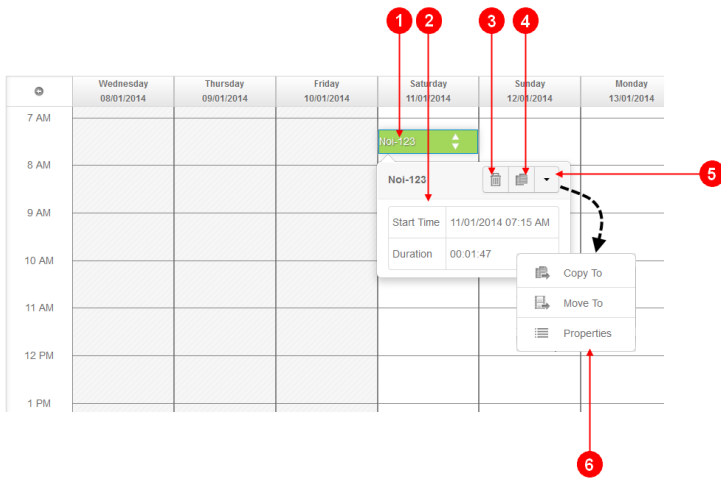 1 2 3 4
Wednesday Thursday Friday Saturday Sunday Monday
08/01/2014 09/01/2014 10/01/2014 11/01/2014 12/01/2014 13/01/2014
7 AM
Noi-123
8 AM
5
Noi-123
9 AM
Start Time 11/01/2014 07:15 AM
Duration 00:01:47
10 AM
Copy To
11 AM
Move To
Properties
12 PM
1 PM
6